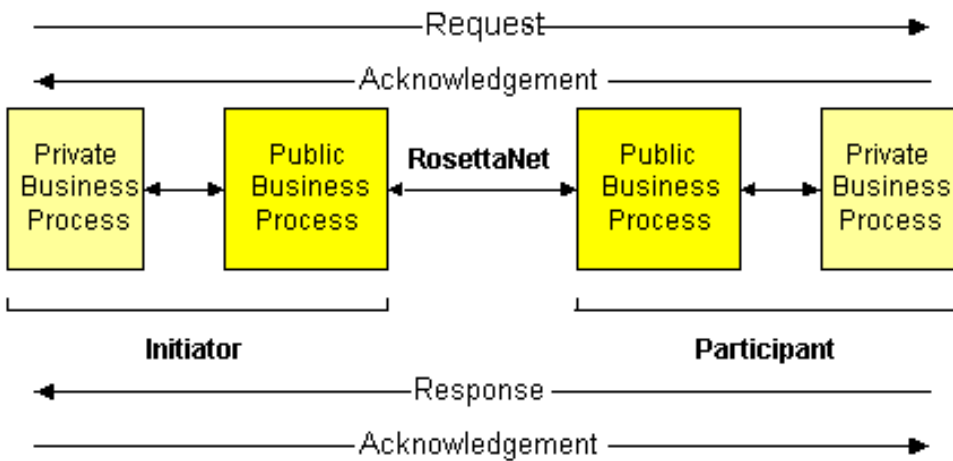 Request
Acknowledgement
Private
Business
Process
Public
Business
Process
RosettaNet
Public
Business
Process
Private
Business
Process
Initiator
Participant
Response
Acknowledgement